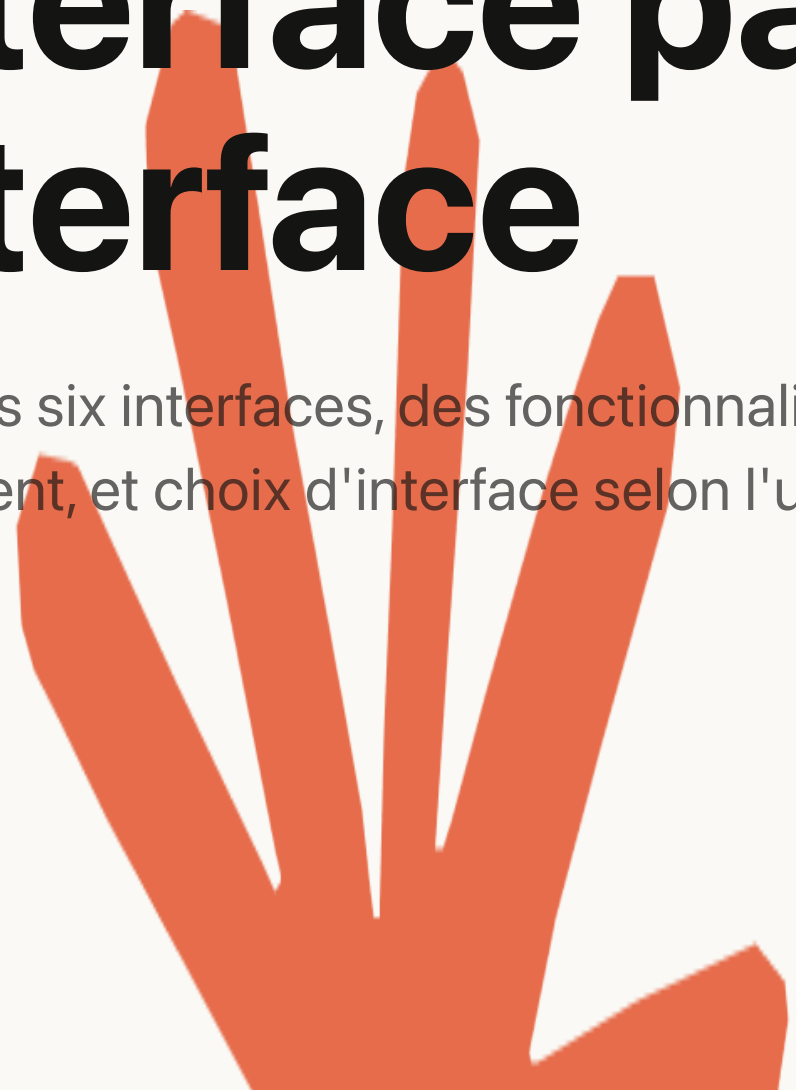 terface pa
terface
s six interfaces, des fonctionnali
ent, et choix d'interface selon l'u